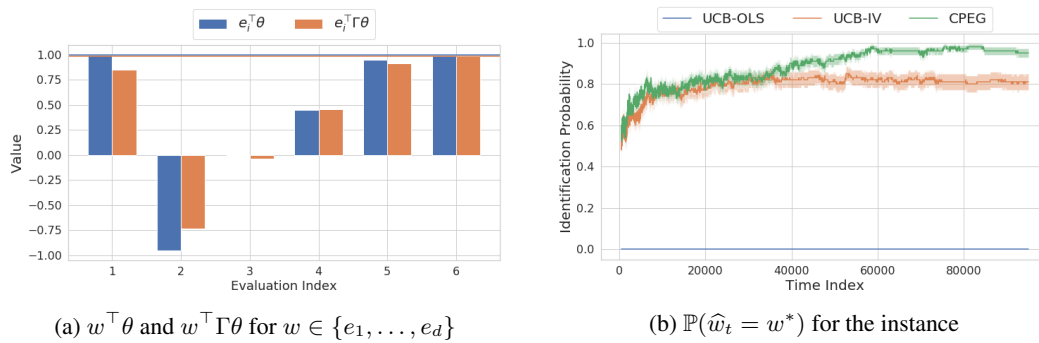 e_i^⊤θ e_i^⊤Γθ
1.00
0.75
0.50
0.25
0.00
−0.25
−0.50
−0.75
−1.00
Value
1 2 3 4 5 6
Evaluation Index
(a) w^⊤θ and w^⊤Γθ for w ∈ {e_1, . . . , e_d}
UCB-OLS UCB-IV CPEG
1.0
0.8
0.6
0.4
0.2
0.0
Identification Probability
0 20000 40000 60000 80000
Time Index
(b) ℙ(ŵ_t = w*) for the instance